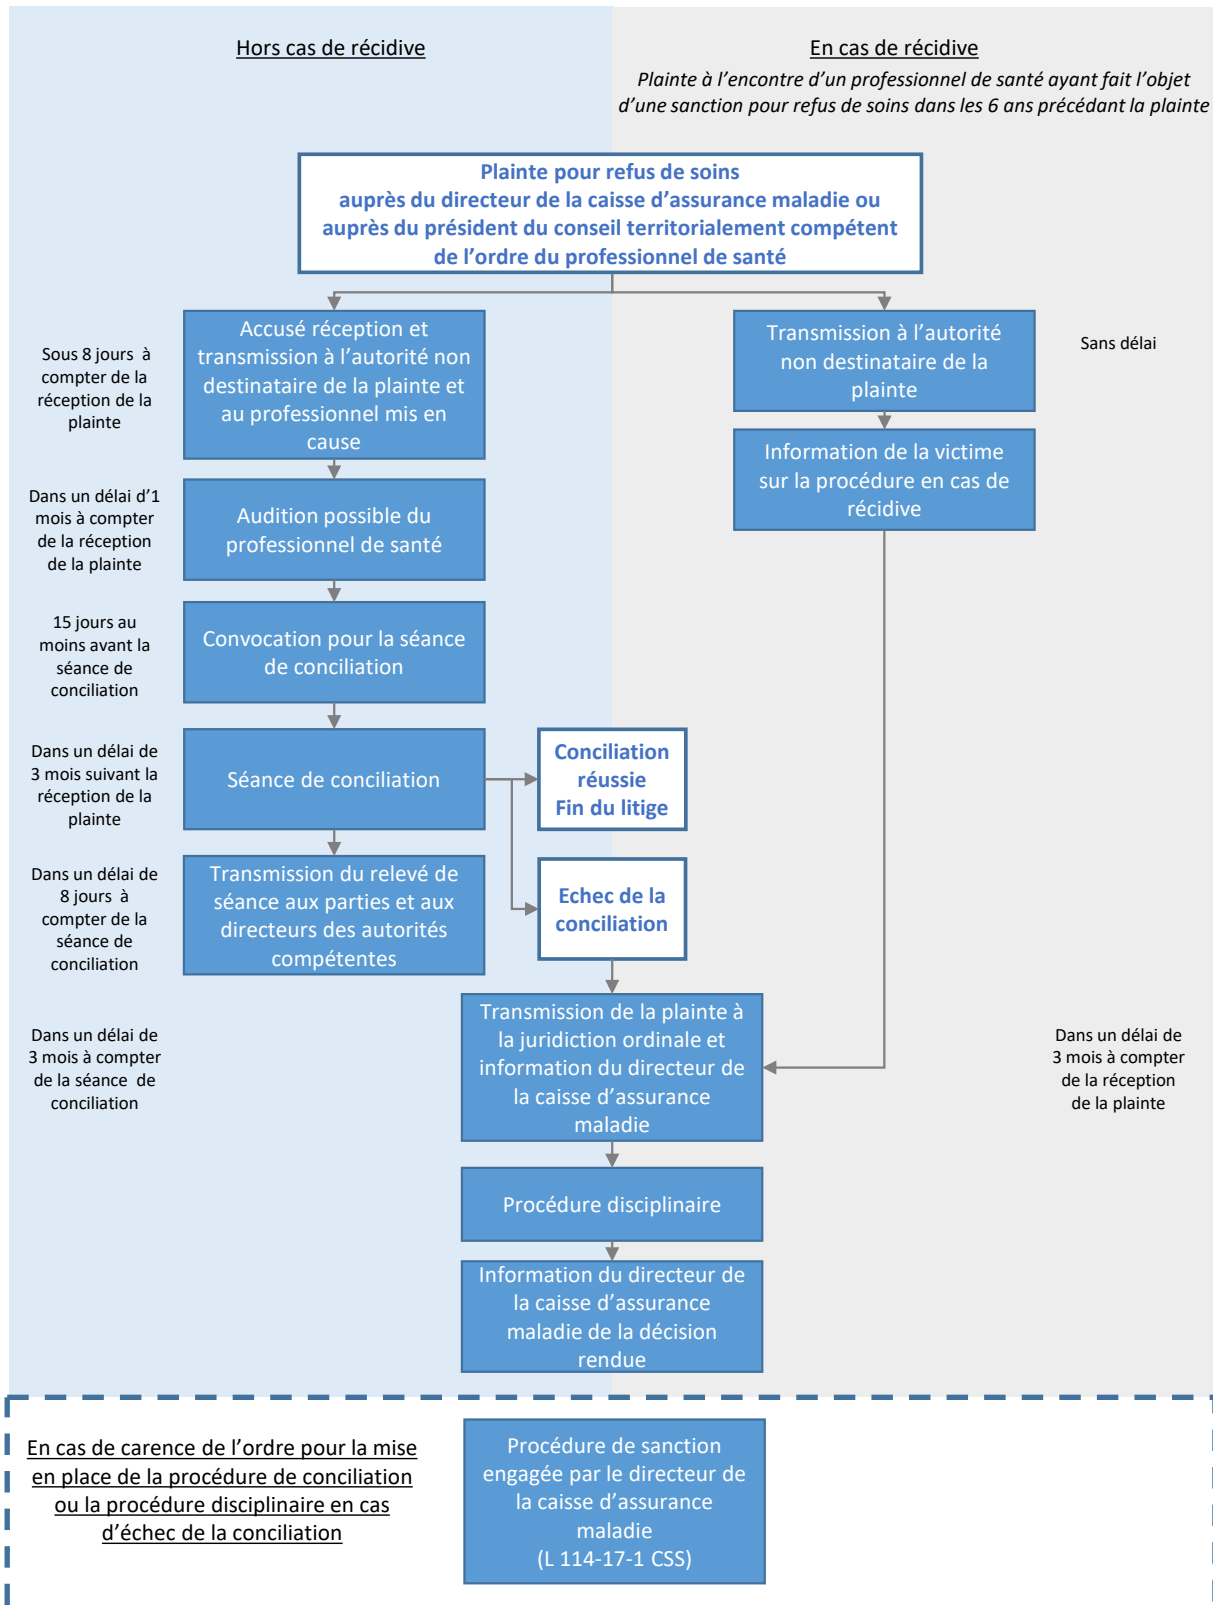 Hors cas de récidive
En cas de récidive
Plainte à l’encontre d’un professionnel de santé ayant fait l’objet
d’une sanction pour refus de soins dans les 6 ans précédant la plainte
Plainte pour refus de soins
auprès du directeur de la caisse d’assurance maladie ou
auprès du président du conseil territorialement compétent
de l’ordre du professionnel de santé
Sous 8 jours à
compter de la
réception de la
plainte
Accusé réception et
transmission à l’autorité non
destinataire de la plainte et
au professionnel mis en
cause
Transmission à l’autorité
non destinataire de la
plainte
Sans délai
Information de la victime
sur la procédure en cas de
récidive
Dans un délai d’1
mois à compter
de la réception
de la plainte
Audition possible du
professionnel de santé
15 jours au
moins avant la
séance de
conciliation
Convocation pour la séance
de conciliation
Dans un délai de
3 mois suivant la
réception de la
plainte
Séance de conciliation
Conciliation
réussie
Fin du litige
Dans un délai de
8 jours à
compter de la
séance de
conciliation
Transmission du relevé de
séance aux parties et aux
directeurs des autorités
compétentes
Echec de la
conciliation
Dans un délai de
3 mois à compter
de la séance de
conciliation
Transmission de la plainte à
la juridiction ordinale et
information du directeur de
la caisse d’assurance
maladie
Dans un délai de
3 mois à compter
de la réception
de la plainte
Procédure disciplinaire
Information du directeur de
la caisse d’assurance
maladie de la décision
rendue
En cas de carence de l’ordre pour la mise
en place de la procédure de conciliation
ou la procédure disciplinaire en cas
d’échec de la conciliation
Procédure de sanction
engagée par le directeur de
la caisse d’assurance
maladie
(L 114-17-1 CSS)